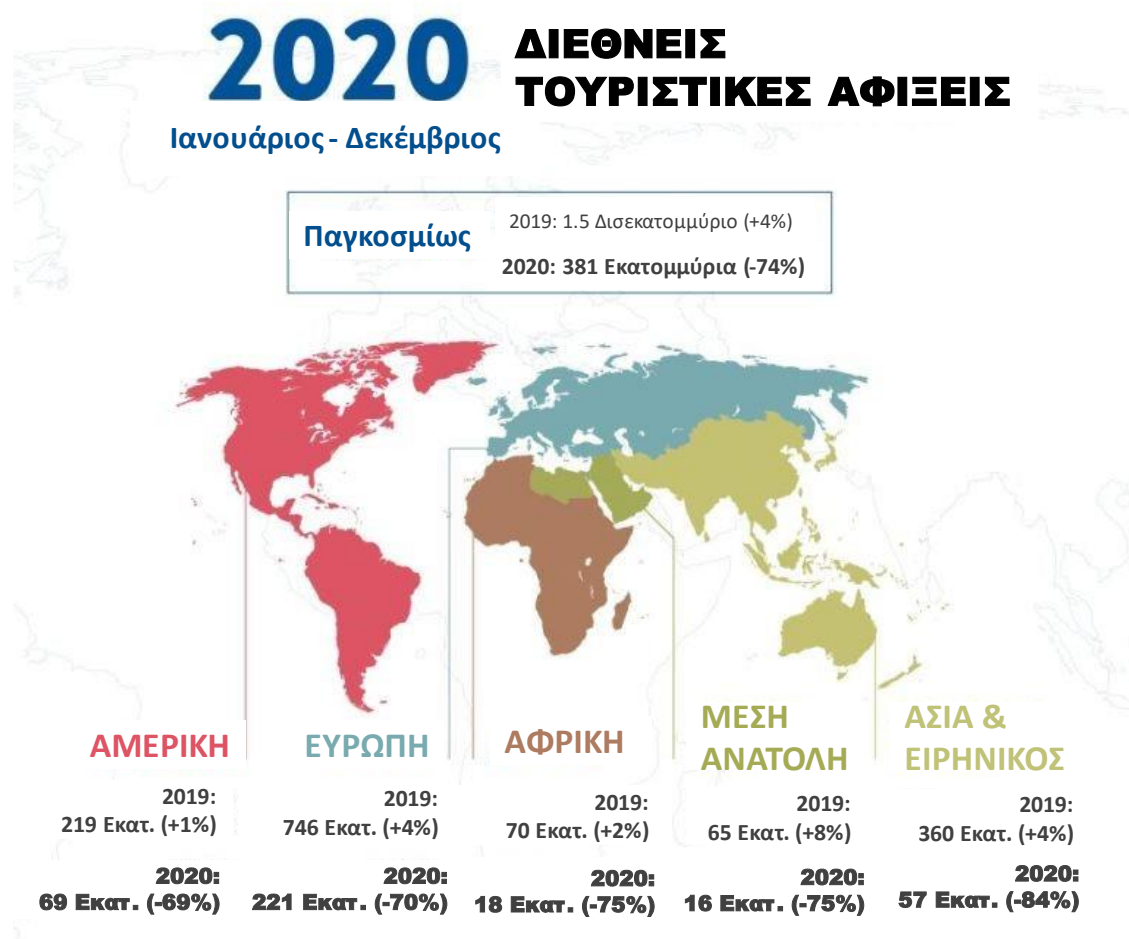 2020
ΔΙΕΘΝΕΙΣ
ΤΟΥΡΙΣΤΙΚΕΣ ΑΦΙΞΕΙΣ
Ιανουάριος - Δεκέμβριος
Παγκοσμίως
2019: 1.5 Δισεκατομμύριο (+4%)
2020: 381 Εκατομμύρια (-74%)
ΑΜΕΡΙΚΗ
2019:
219 Εκατ. (+1%)
2020:
69 Εκατ. (-69%)
ΕΥΡΩΠΗ
2019:
746 Εκατ. (+4%)
2020:
221 Εκατ. (-70%)
ΑΦΡΙΚΗ
2019:
70 Εκατ. (+2%)
2020:
18 Εκατ. (-75%)
ΜΕΣΗ
ΑΝΑΤΟΛΗ
2019:
65 Εκατ. (+8%)
2020:
16 Εκατ. (-75%)
ΑΣΙΑ &
ΕΙΡΗΝΙΚΟΣ
2019:
360 Εκατ. (+4%)
2020:
57 Εκατ. (-84%)